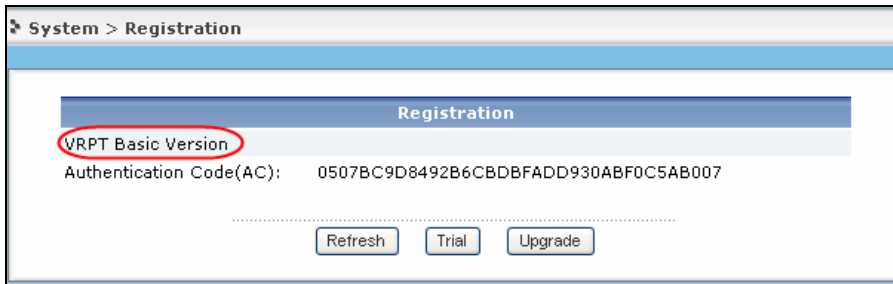 System > Registration
Registration
VRPT Basic Version
Authentication Code(AC): 0507BC9D8492B6CBDBFADD930ABF0C5AB007
Refresh Trial Upgrade